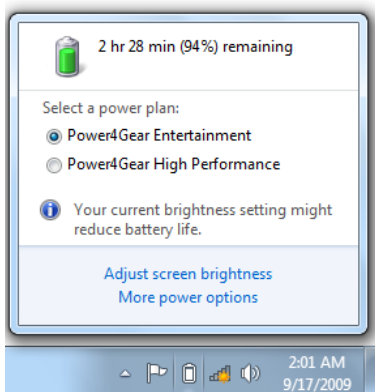 2 hr 28 min (94%) remaining
Select a power plan:
Power4Gear Entertainment
Power4Gear High Performance
Your current brightness setting might
reduce battery life.
Adjust screen brightness
More power options
2:01 AM
9/17/2009